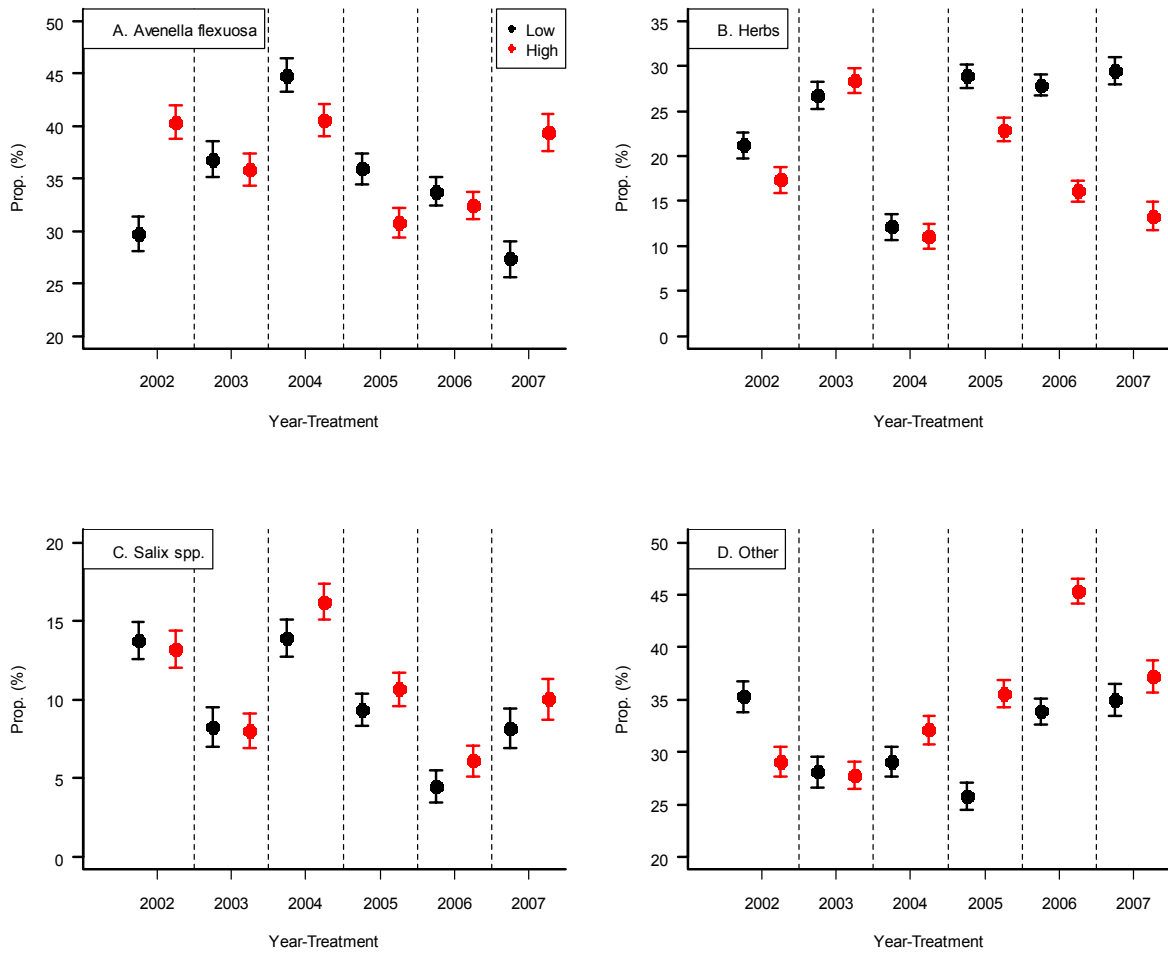 A. Avenella flexuosa
Low
High
Prop. (%)
50
45
40
35
30
25
20
2002 2003 2004 2005 2006 2007
Year-Treatment
B. Herbs
Prop. (%)
35
30
25
20
15
10
5
0
2002 2003 2004 2005 2006 2007
Year-Treatment
C. Salix spp.
Prop. (%)
20
15
10
5
0
2002 2003 2004 2005 2006 2007
Year-Treatment
D. Other
Prop. (%)
50
45
40
35
30
25
20
2002 2003 2004 2005 2006 2007
Year-Treatment